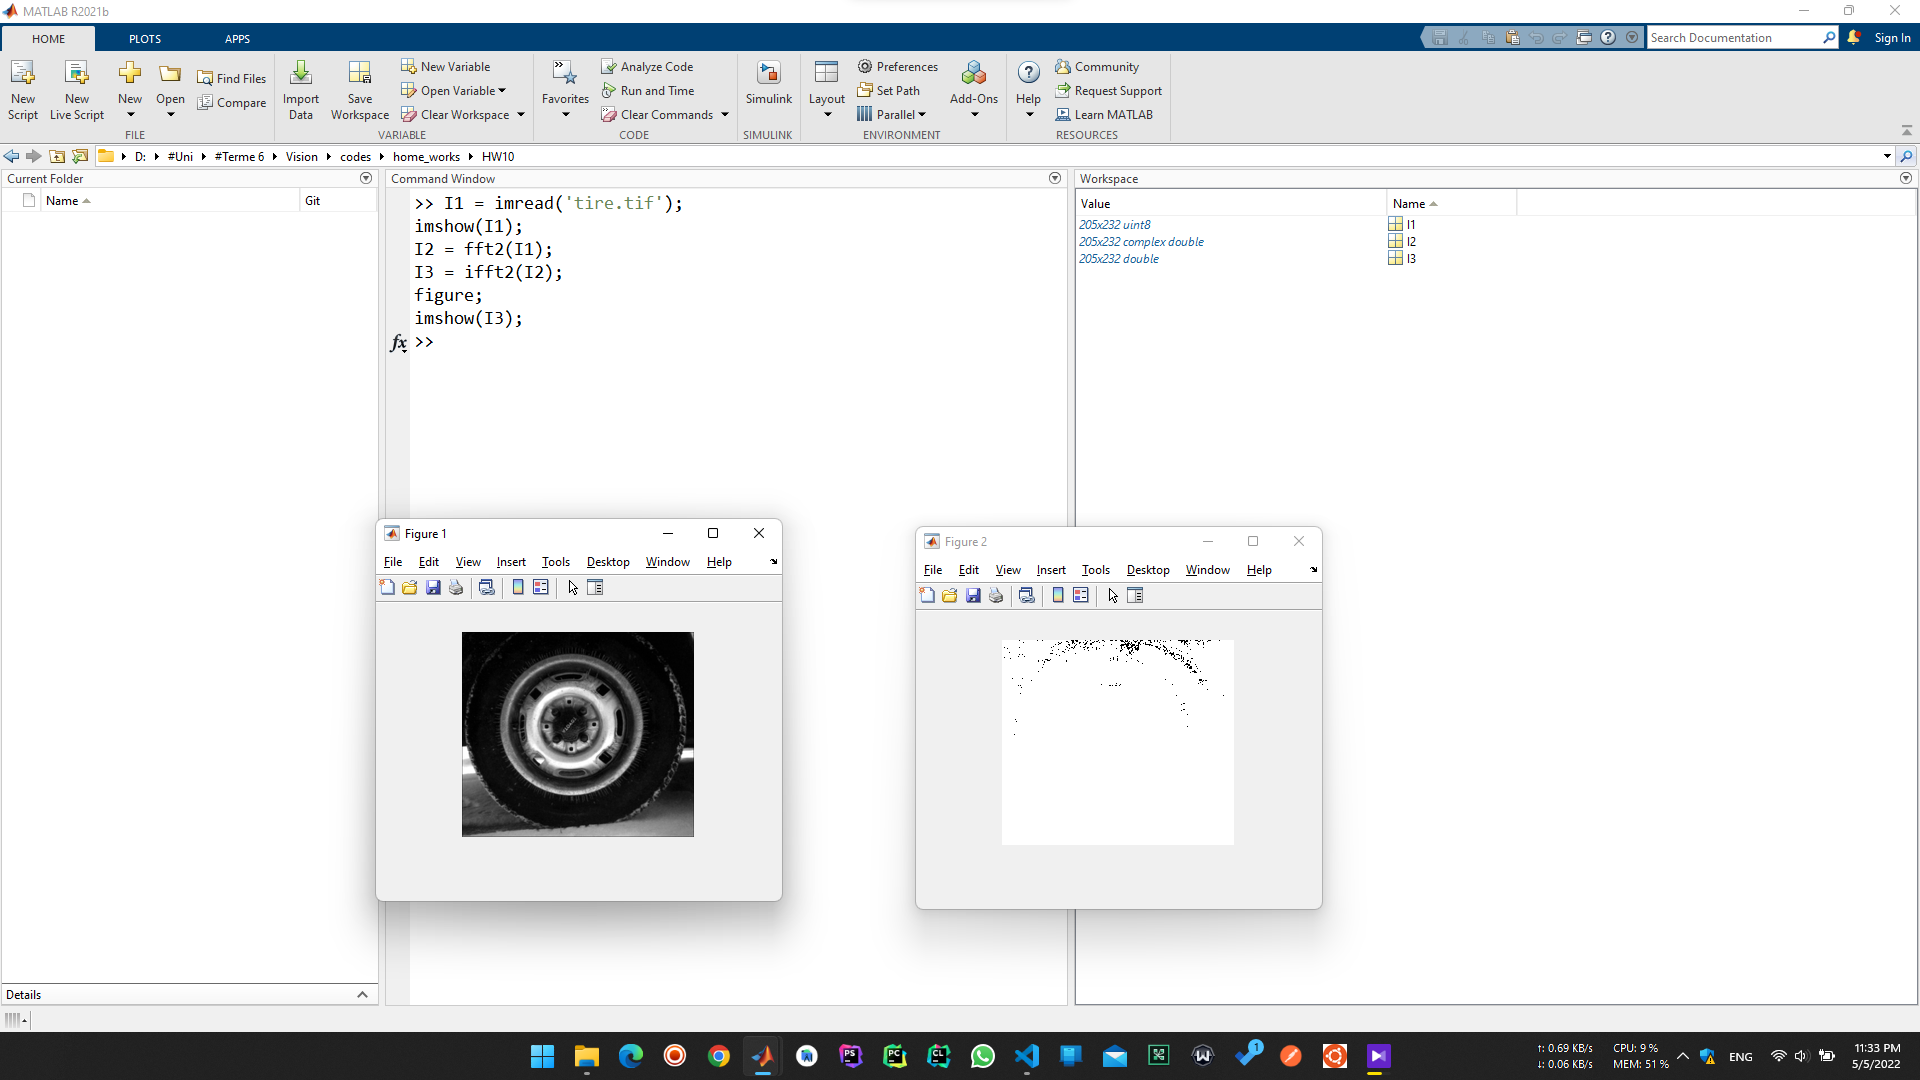 MATLAB R2021b
HOME
PLOTS
APPS
Search Documentation
Sign In
New Script
New Live Script
New
Open
Find Files
Compare
FILE
Import Data
Save Workspace
New Variable
Open Variable
Clear Workspace
VARIABLE
Favorites
Analyze Code
Run and Time
Clear Commands
CODE
Simulink
SIMULINK
Layout
Preferences
Set Path
Parallel
Add-Ons
ENVIRONMENT
Help
Community
Request Support
Learn MATLAB
RESOURCES
D: #Uni #Terme 6 Vision codes home_works HW10
Current Folder
Name
Git
Command Window
>> I1 = imread('tire.tif');
imshow(I1);
I2 = fft2(I1);
I3 = ifft2(I2);
figure;
imshow(I3);
fx >>
Workspace
Value Name
205x232 uint8 I1
205x232 complex double I2
205x232 double I3
Figure 1
File Edit View Insert Tools Desktop Window Help
Figure 2
File Edit View Insert Tools Desktop Window Help
Details
PS
PC
CL
1
↑: 0.69 KB/s
↓: 0.06 KB/s
CPU: 9 %
MEM: 51 %
ENG
11:33 PM
5/5/2022